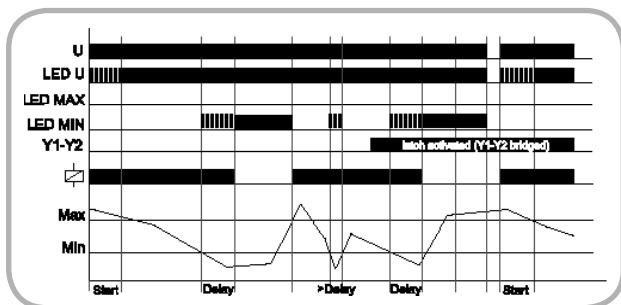 U
LED U
LED MAX
LED MIN
Y1-Y2
latch activated (Y1-Y2 bridged)
Max
Min
Start Delay >Delay Delay Start